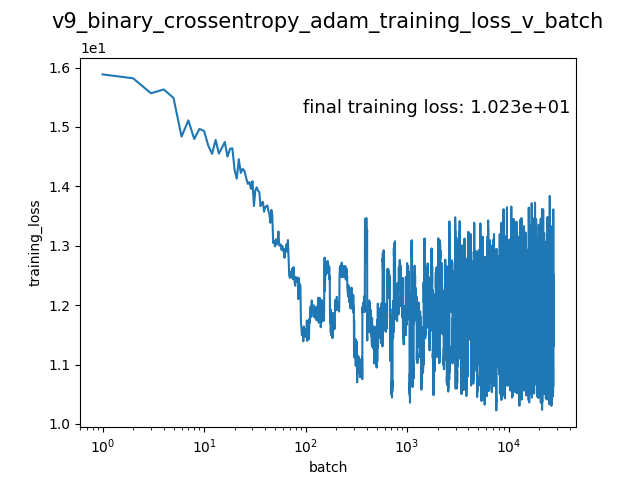 v9_binary_crossentropy_adam_training_loss_v_batch
1e1
final training loss: 1.023e+01
1.6
1.5
1.4
1.3
1.2
1.1
1.0
training_loss
10^0
10^1
10^2
10^3
10^4
batch